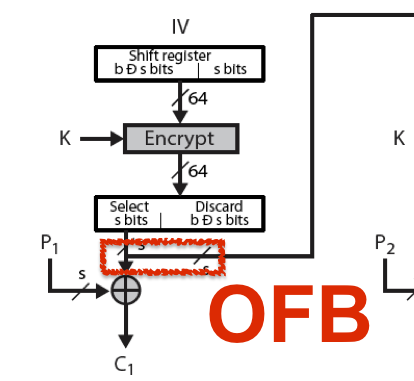 IV
Shift register
b Ð s bits | s bits
64
K
Encrypt
K
64
Select Discard
s bits | b Ð s bits
P1
s
s
P2
s
OFB
C1